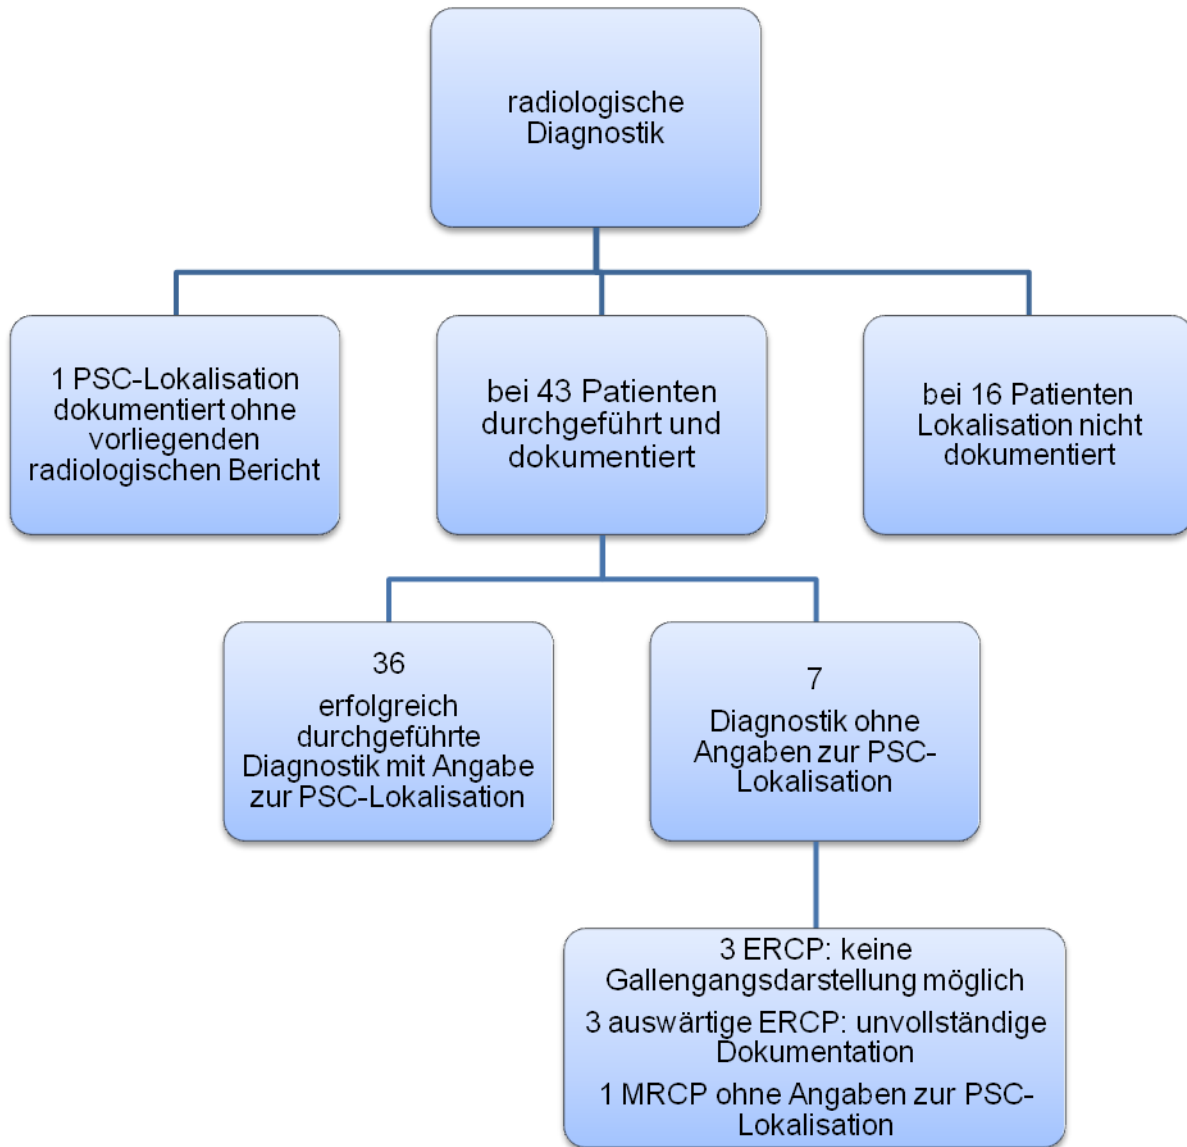 radiologische
Diagnostik
1 PSC-Lokalisation
dokumentiert ohne
vorliegenden
radiologischen Bericht
bei 43 Patienten
durchgeführt und
dokumentiert
bei 16 Patienten
Lokalisation nicht
dokumentiert
36
erfolgreich
durchgeführte
Diagnostik mit Angabe
zur PSC-Lokalisation
7
Diagnostik ohne
Angaben zur PSC-
Lokalisation
3 ERCP: keine
Gallengangsdarstellung möglich
3 auswärtige ERCP: unvollständige
Dokumentation
1 MRCP ohne Angaben zur PSC-
Lokalisation